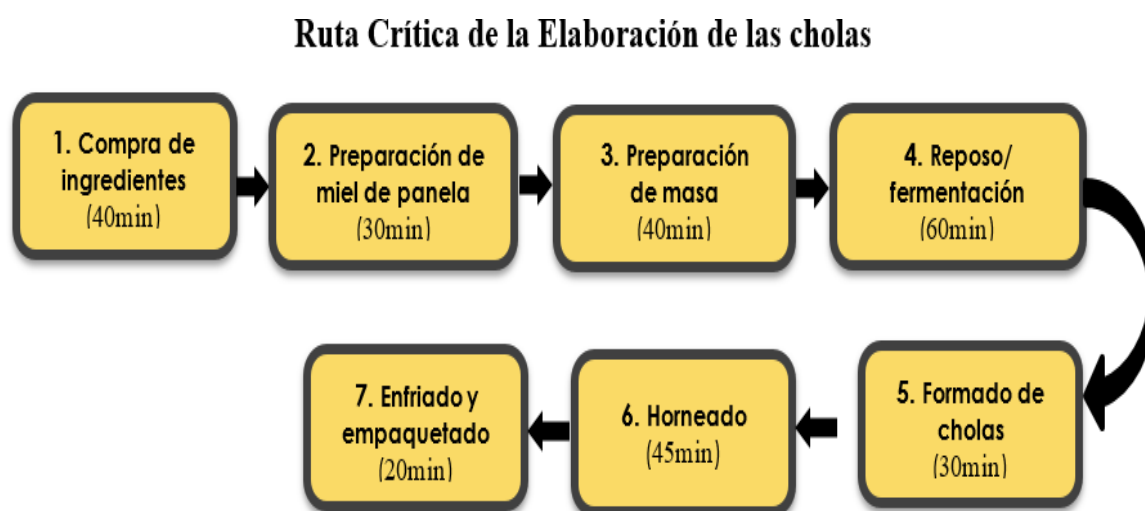 Ruta Crítica de la Elaboración de las cholas
1. Compra de
ingredientes
(40min)
2. Preparación de
miel de panela
(30min)
3. Preparación
de masa
(40min)
4. Reposo/
fermentación
(60min)
5. Formado de
cholas
(30min)
6. Horneado
(45min)
7. Enfriado y
empaquetado
(20min)